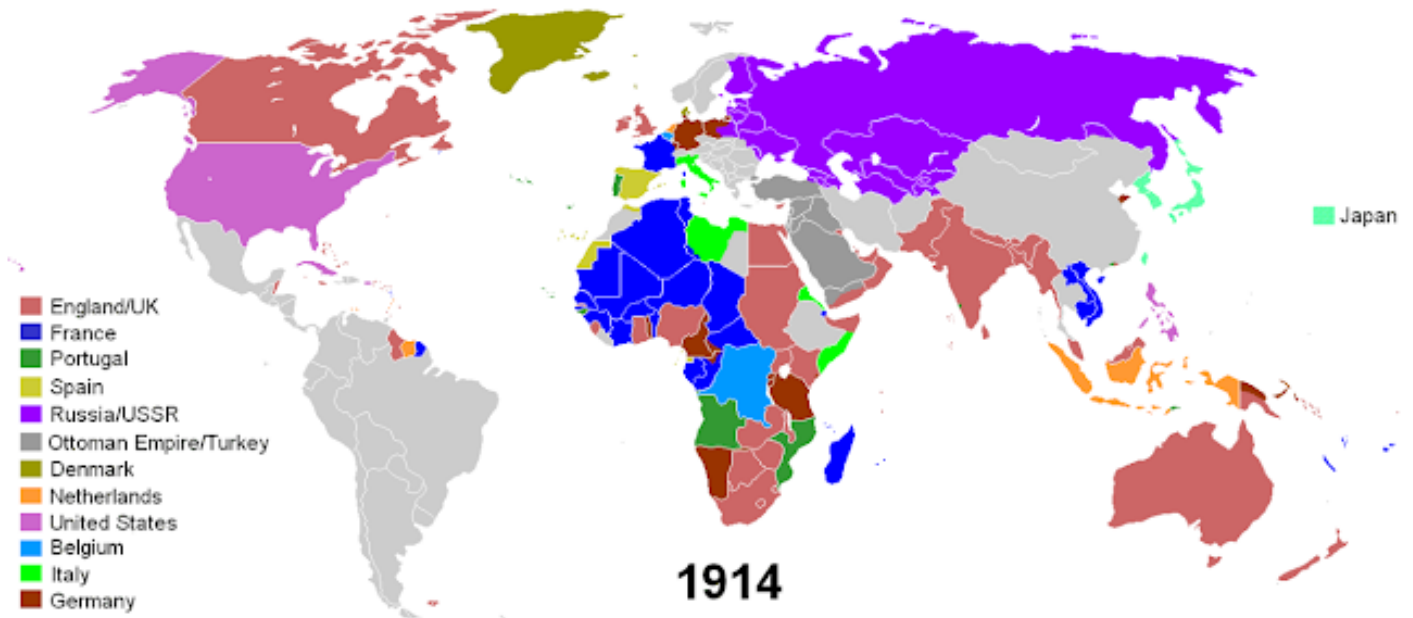 Japan
England/UK
France
Portugal
Spain
Russia/USSR
Ottoman Empire/Turkey
Denmark
Netherlands
United States
Belgium
Italy
Germany
1914